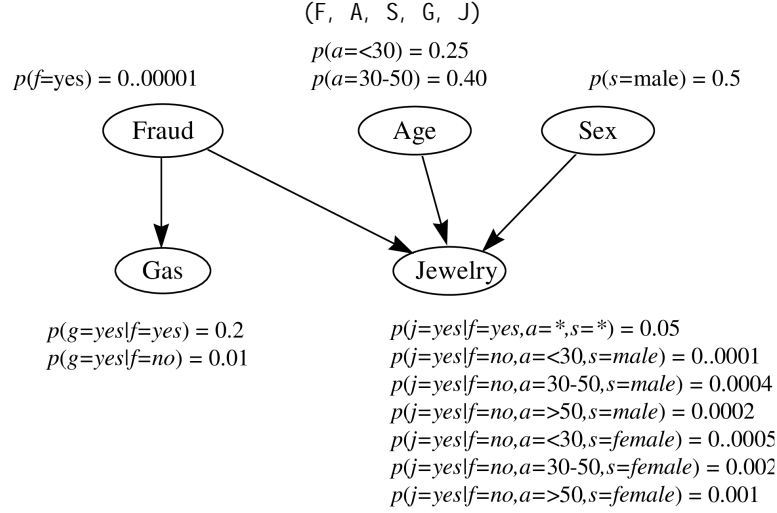 (F, A, S, G, J)
p(a=<30) = 0.25
p(f=yes) = 0..00001
p(a=30-50) = 0.40
p(s=male) = 0.5
Fraud
Age
Sex
Gas
Jewelry
p(g=yes|f=yes) = 0.2
p(g=yes|f=no) = 0.01
p(j=yes|f=yes,a=*,s=*) = 0.05
p(j=yes|f=no,a=<30,s=male) = 0..0001
p(j=yes|f=no,a=30-50,s=male) = 0.0004
p(j=yes|f=no,a=>50,s=male) = 0.0002
p(j=yes|f=no,a=<30,s=female) = 0..0005
p(j=yes|f=no,a=30-50,s=female) = 0.002
p(j=yes|f=no,a=>50,s=female) = 0.001